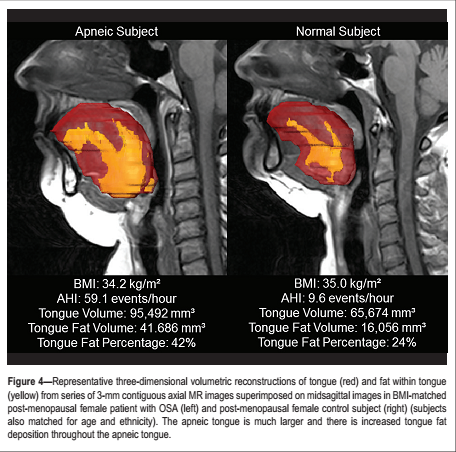 Apneic Subject
Normal Subject
BMI: 34.2 kg/m²
AHI: 59.1 events/hour
Tongue Volume: 95,492 mm³
Tongue Fat Volume: 41.686 mm³
Tongue Fat Percentage: 42%
BMI: 35.0 kg/m²
AHI: 9.6 events/hour
Tongue Volume: 65,674 mm³
Tongue Fat Volume: 16,056 mm³
Tongue Fat Percentage: 24%
Figure 4—Representative three-dimensional volumetric reconstructions of tongue (red) and fat within tongue
(yellow) from series of 3-mm contiguous axial MR images superimposed on midsagittal images in BMI-matched
post-menopausal female patient with OSA (left) and post-menopausal female control subject (right) (subjects
also matched for age and ethnicity). The apneic tongue is much larger and there is increased tongue fat
deposition throughout the apneic tongue.